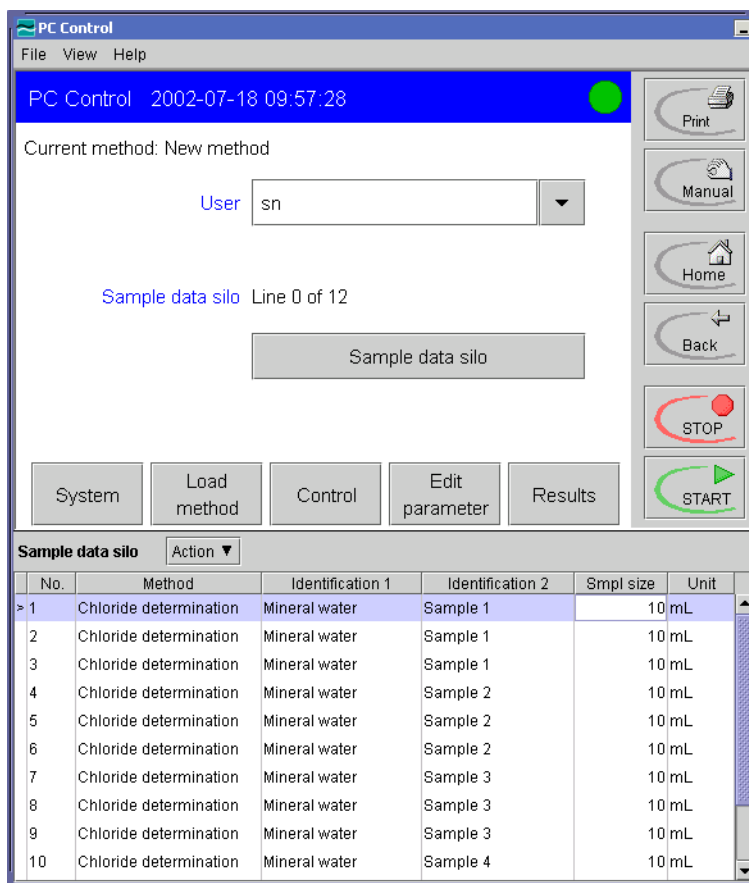 PC Control
File View Help
PC Control 2002-07-18 09:57:28
Current method: New method
User sn
Sample data silo Line 0 of 12
Sample data silo
System Load method Control Edit parameter Results
Print
Manual
Home
Back
STOP
START
Sample data silo Action ▼
No. Method Identification 1 Identification 2 Smpl size Unit
> 1 Chloride determination Mineral water Sample 1 10 mL
2 Chloride determination Mineral water Sample 1 10 mL
3 Chloride determination Mineral water Sample 1 10 mL
4 Chloride determination Mineral water Sample 2 10 mL
5 Chloride determination Mineral water Sample 2 10 mL
6 Chloride determination Mineral water Sample 2 10 mL
7 Chloride determination Mineral water Sample 3 10 mL
8 Chloride determination Mineral water Sample 3 10 mL
9 Chloride determination Mineral water Sample 3 10 mL
10 Chloride determination Mineral water Sample 4 10 mL